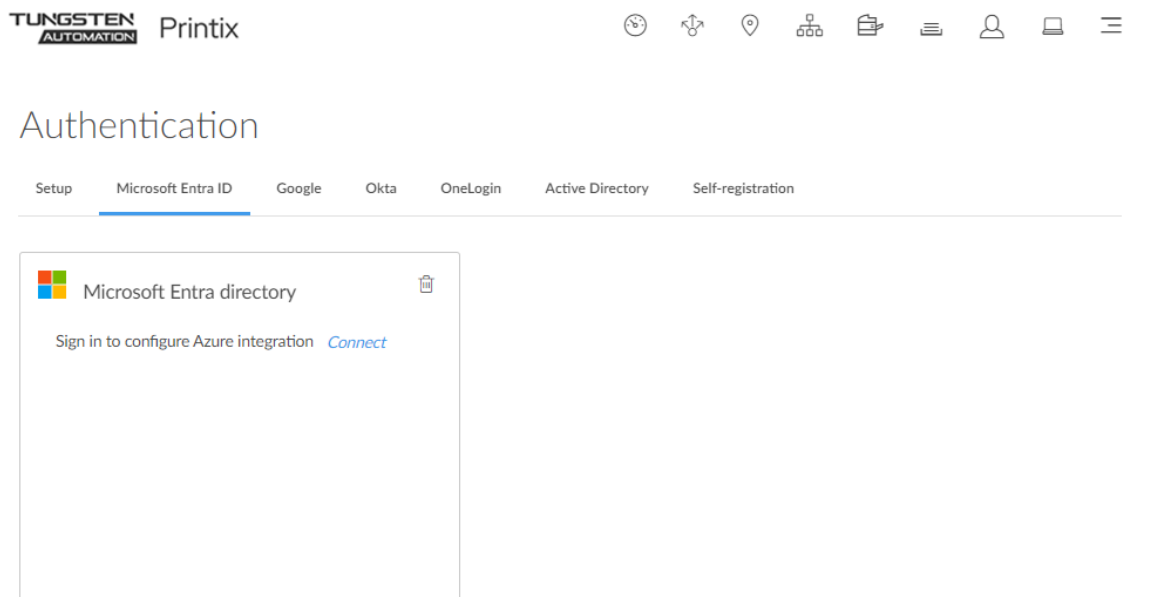 TUNGSTEN
AUTOMATION
Printix
Authentication
Setup Microsoft Entra ID Google Okta OneLogin Active Directory Self-registration
Microsoft Entra directory
Sign in to configure Azure integration Connect